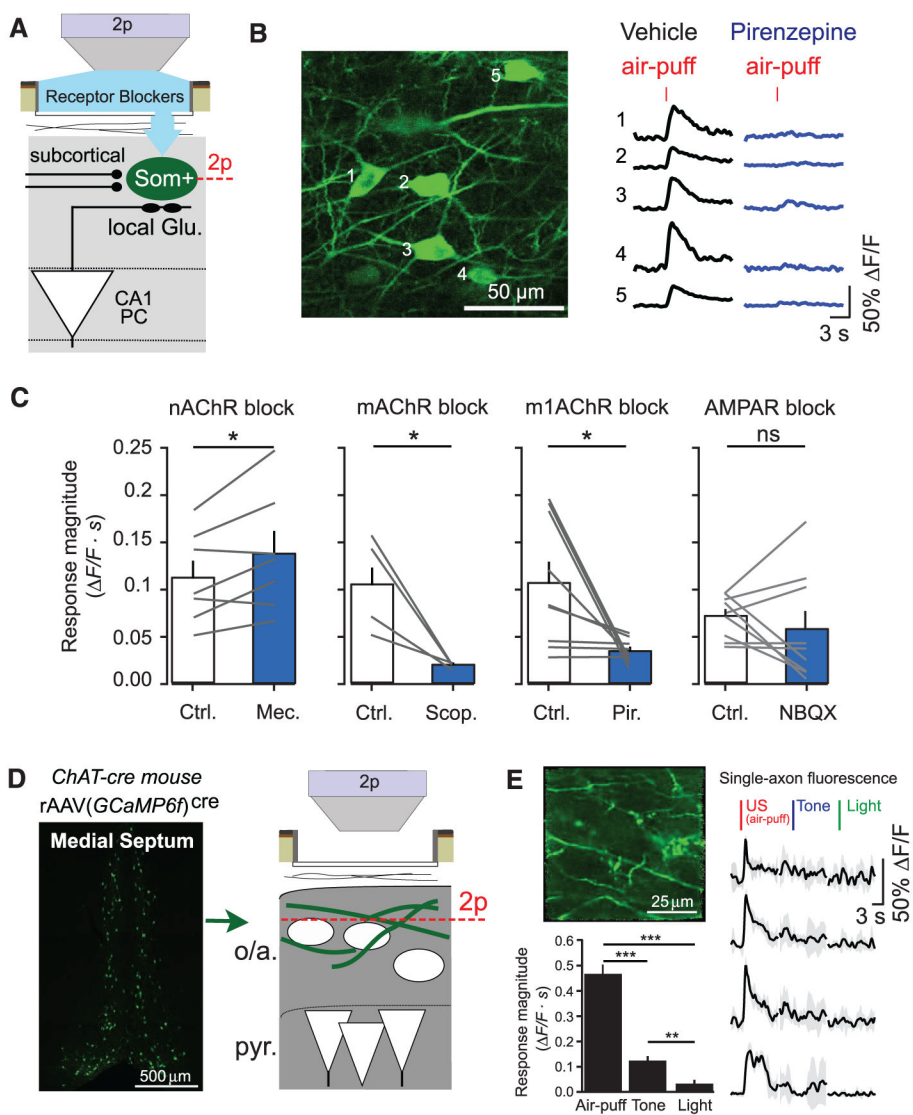 A
2p
Receptor Blockers
subcortical
Som+
2p
local Glu.
CA1
PC
B
5
1
2
3
4
50 µm
Vehicle
Pirenzepine
air-puff
air-puff
1
2
3
4
5
3 s
50% ΔF/F
C
nAChR block
mAChR block
m1AChR block
AMPAR block
*
*
*
ns
Response magnitude
(ΔF/F · s)
0.25
0.20
0.15
0.10
0.05
0.00
Ctrl.
Mec.
Ctrl.
Scop.
Ctrl.
Pir.
Ctrl.
NBQX
D
ChAT-cre mouse
rAAV(GCaMP6f)cre
Medial Septum
500 µm
2p
2p
o/a.
pyr.
E
25 µm
Single-axon fluorescence
US
(air-puff)
Tone
Light
3 s
50% ΔF/F
Response magnitude
(ΔF/F · s)
0.6
0.5
0.4
0.3
0.2
0.1
0.0
***
***
**
Air-puff
Tone
Light